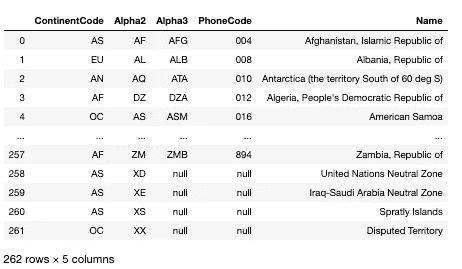 ContinentCode Alpha2 Alpha3 PhoneCode Name
0 AS AF AFG 004 Afghanistan, Islamic Republic of
1 EU AL ALB 008 Albania, Republic of
2 AN AQ ATA 010 Antarctica (the territory South of 60 deg S)
3 AF DZ DZA 012 Algeria, People's Democratic Republic of
4 OC AS ASM 016 American Samoa
... ... ... ... ... ...
257 AF ZM ZMB 894 Zambia, Republic of
258 AS XD null null United Nations Neutral Zone
259 AS XE null null Iraq-Saudi Arabia Neutral Zone
260 AS XS null null Spratly Islands
261 OC XX null null Disputed Territory
262 rows × 5 columns